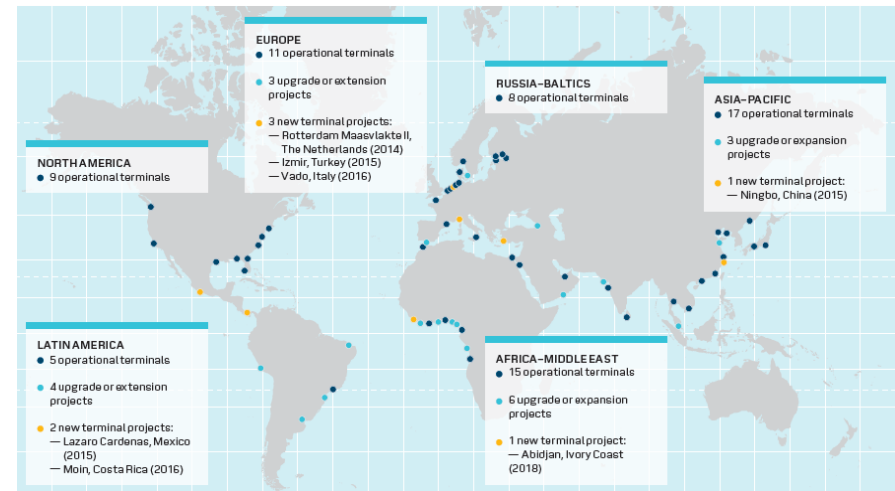 EUROPE
11 operational terminals
3 upgrade or extension
projects
3 new terminal projects:
— Rotterdam Maasvlakte II,
The Netherlands (2014)
— Izmir, Turkey (2015)
— Vado, Italy (2016)
RUSSIA–BALTICS
8 operational terminals
ASIA–PACIFIC
17 operational terminals
3 upgrade or expansion
projects
1 new terminal project:
— Ningbo, China (2015)
NORTH AMERICA
9 operational terminals
LATIN AMERICA
5 operational terminals
4 upgrade or extension
projects
2 new terminal projects:
— Lazaro Cardenas, Mexico
(2015)
— Moin, Costa Rica (2016)
AFRICA–MIDDLE EAST
15 operational terminals
6 upgrade or expansion
projects
1 new terminal project:
— Abidjan, Ivory Coast
(2018)